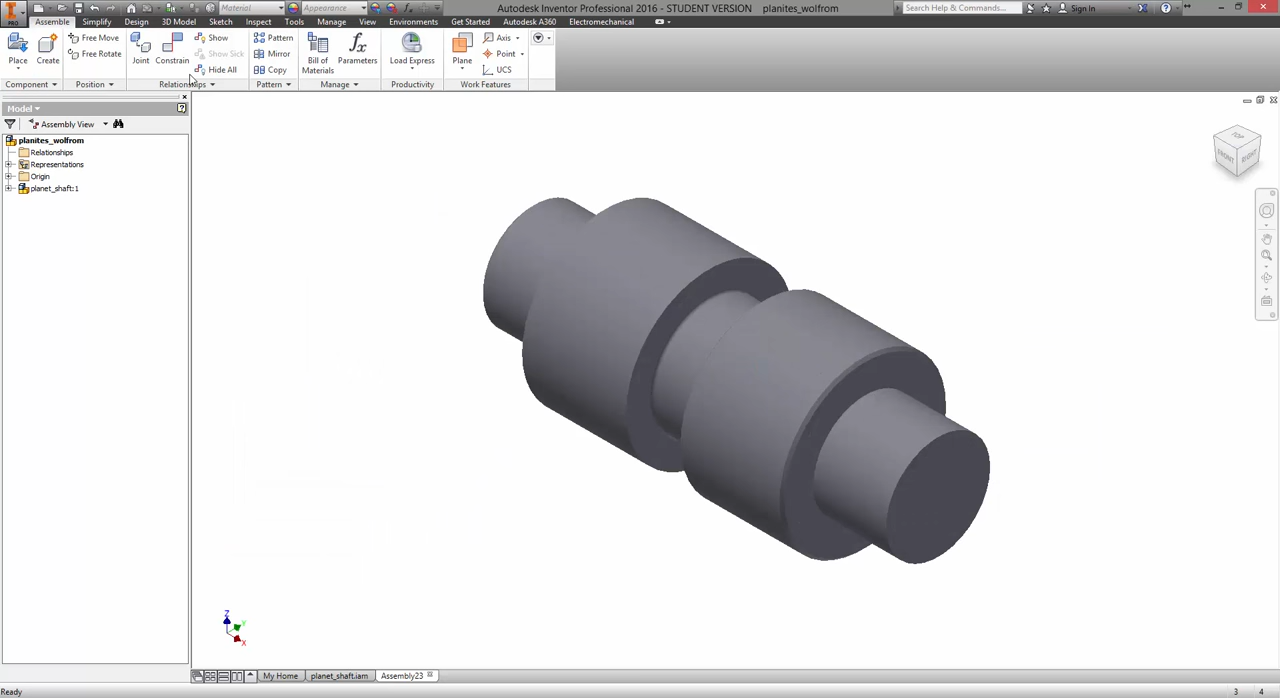 Material
Appearance
Autodesk Inventor Professional 2016 - STUDENT VERSION planites_wolfrom
Search Help & Commands...
Sign In
PRO
Assemble Simplify Design 3D Model Sketch Inspect Tools Manage View Environments Get Started Autodesk A360 Electromechanical
Place
Create
Free Move
Free Rotate
Joint
Constrain
Show
Show Sick
Hide All
Pattern
Mirror
Copy
Bill of
Materials
Parameters
Load Express
Plane
Axis
Point
UCS
Component Position Relationships Pattern Manage Productivity Work Features
Model
Assembly View
planites_wolfrom
Relationships
Representations
Origin
planet_shaft:1
TOP
FRONT
RIGHT
Z
Y
X
My Home planet_shaft.iam Assembly23
Ready
3 4